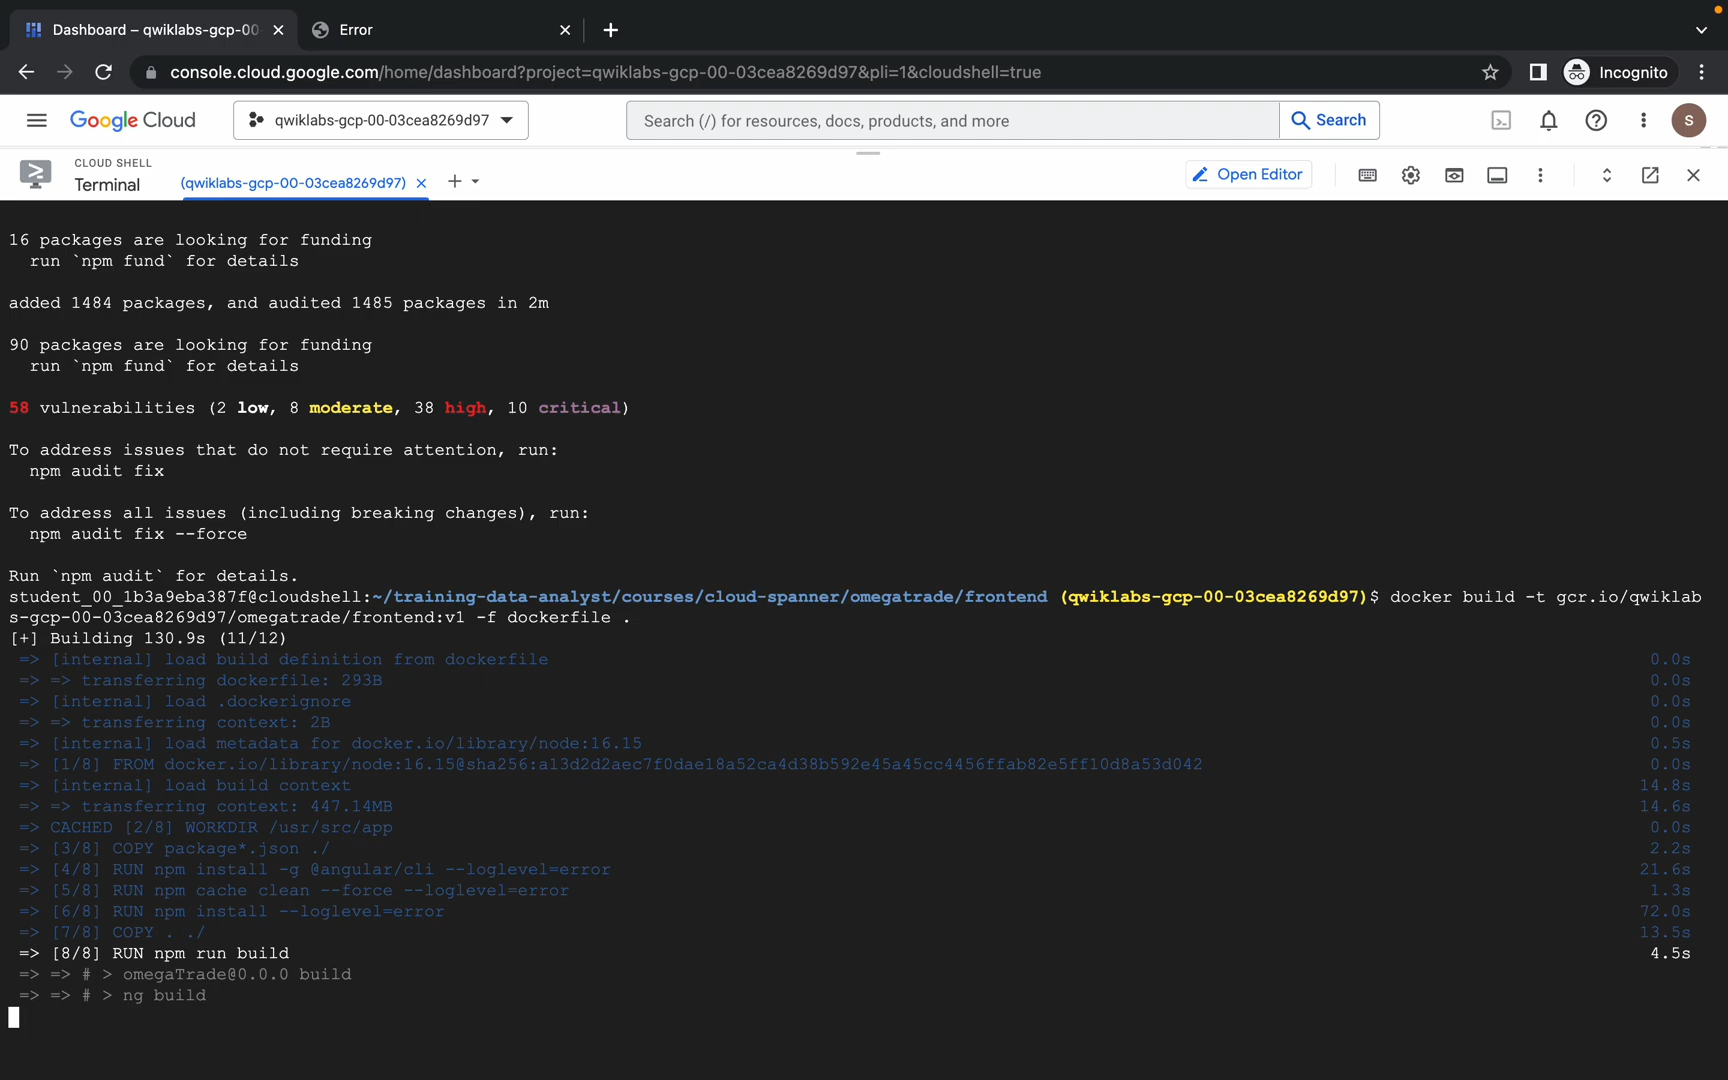 Dashboard – qwiklabs-gcp-00
Error
console.cloud.google.com/home/dashboard?project=qwiklabs-gcp-00-03cea8269d97&pli=1&cloudshell=true
Incognito
Google Cloud
qwiklabs-gcp-00-03cea8269d97
Search (/) for resources, docs, products, and more
Search
S
CLOUD SHELL
Terminal
(qwiklabs-gcp-00-03cea8269d97)
Open Editor
16 packages are looking for funding
run `npm fund` for details
added 1484 packages, and audited 1485 packages in 2m
90 packages are looking for funding
run `npm fund` for details
58 vulnerabilities (2 low, 8 moderate, 38 high, 10 critical)
To address issues that do not require attention, run:
npm audit fix
To address all issues (including breaking changes), run:
npm audit fix --force
Run `npm audit` for details.
student_00_1b3a9eba387f@cloudshell:~/training-data-analyst/courses/cloud-spanner/omegatrade/frontend (qwiklabs-gcp-00-03cea8269d97)$ docker build -t gcr.io/qwiklab
s-gcp-00-03cea8269d97/omegatrade/frontend:v1 -f dockerfile .
[+] Building 130.9s (11/12)
=> [internal] load build definition from dockerfile 0.0s
=> => transferring dockerfile: 293B 0.0s
=> [internal] load .dockerignore 0.0s
=> => transferring context: 2B 0.0s
=> [internal] load metadata for docker.io/library/node:16.15 0.5s
=> [1/8] FROM docker.io/library/node:16.15@sha256:a13d2d2aec7f0dae18a52ca4d38b592e45a45cc4456ffab82e5ff10d8a53d042 0.0s
=> [internal] load build context 14.8s
=> => transferring context: 447.14MB 14.6s
=> CACHED [2/8] WORKDIR /usr/src/app 0.0s
=> [3/8] COPY package*.json ./ 2.2s
=> [4/8] RUN npm install -g @angular/cli --loglevel=error 21.6s
=> [5/8] RUN npm cache clean --force --loglevel=error 1.3s
=> [6/8] RUN npm install --loglevel=error 72.0s
=> [7/8] COPY . ./ 13.5s
=> [8/8] RUN npm run build 4.5s
=> => # > omegaTrade@0.0.0 build
=> => # > ng build